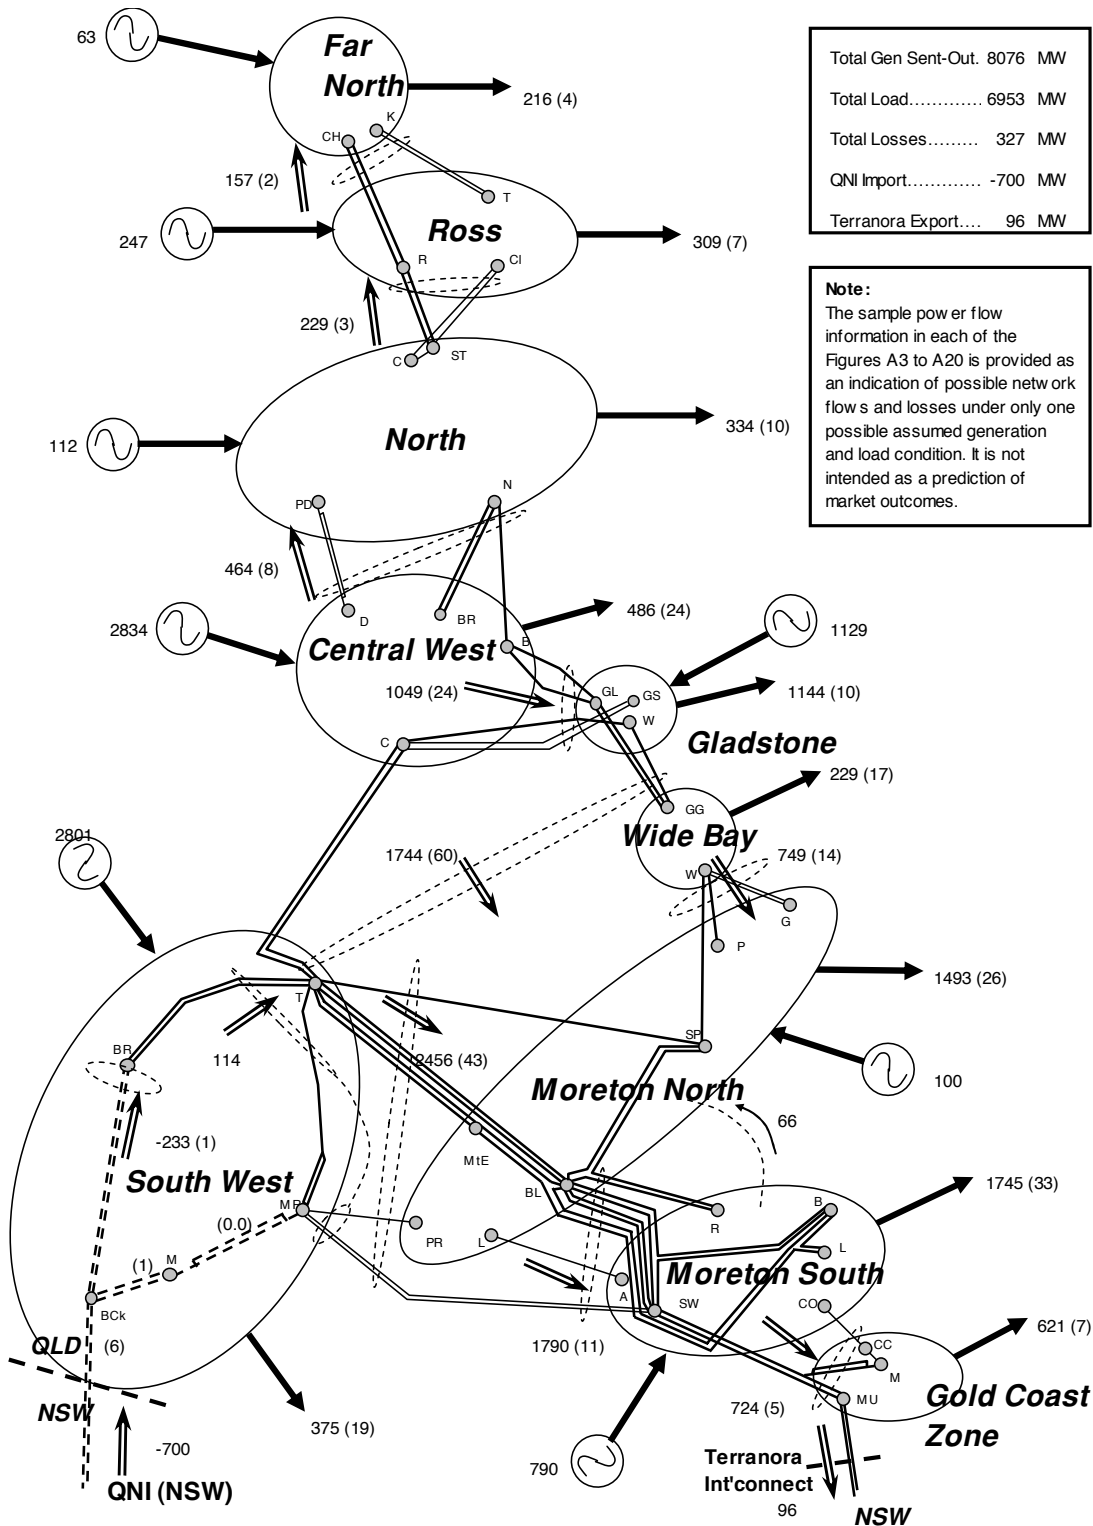 63
Far
North
216 (4)
K
CH
157 (2)
T
247
Ross
309 (7)
R
CI
229 (3)
C
ST
112
North
334 (10)
PD
N
464 (8)
2834
D
BR
486 (24)
1129
Central West
B
1049 (24)
GL
GS
1144 (10)
W
C
Gladstone
229 (17)
GG
2801
Wide Bay
1744 (60)
749 (14)
W
G
P
1493 (26)
T
SP
BR
114
2456 (43)
100
Moreton North
-233 (1)
66
MtE
South West
BL
1745 (33)
MR
(0.0)
PR
L
R
B
L
(1)
M
Moreton South
A
SW
CO
BCk
QLD
(6)
1790 (11)
621 (7)
CC
M
NSW
375 (19)
724 (5)
MU
Gold Coast
Zone
-700
790
Terranora
Int'connect
QNI (NSW)
96
NSW
Total Gen Sent-Out. 8076 MW
Total Load............ 6953 MW
Total Losses......... 327 MW
QNI Import............. -700 MW
Terranora Export.... 96 MW
Note:
The sample power flow
information in each of the
Figures A3 to A20 is provided as
an indication of possible network
flows and losses under only one
possible assumed generation
and load condition. It is not
intended as a prediction of
market outcomes.